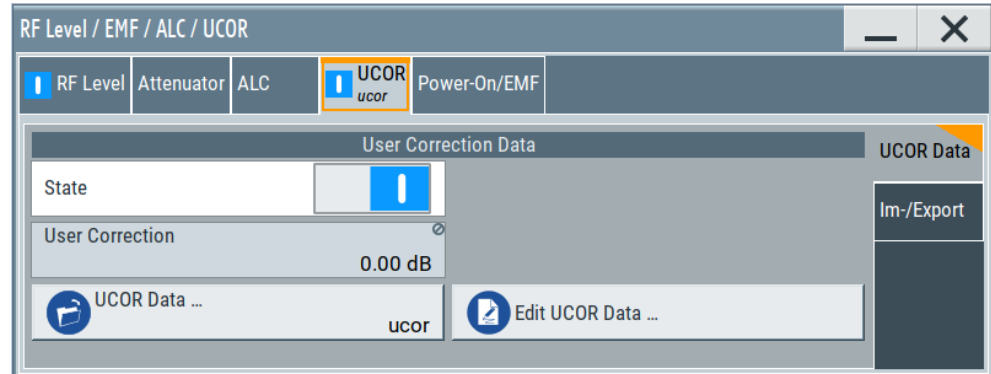 RF Level / EMF / ALC / UCOR
RF Level Attenuator ALC UCOR Power-On/EMF
ucor
User Correction Data
UCOR Data
State
Im-/Export
User Correction
0.00 dB
UCOR Data ...
ucor
Edit UCOR Data ...